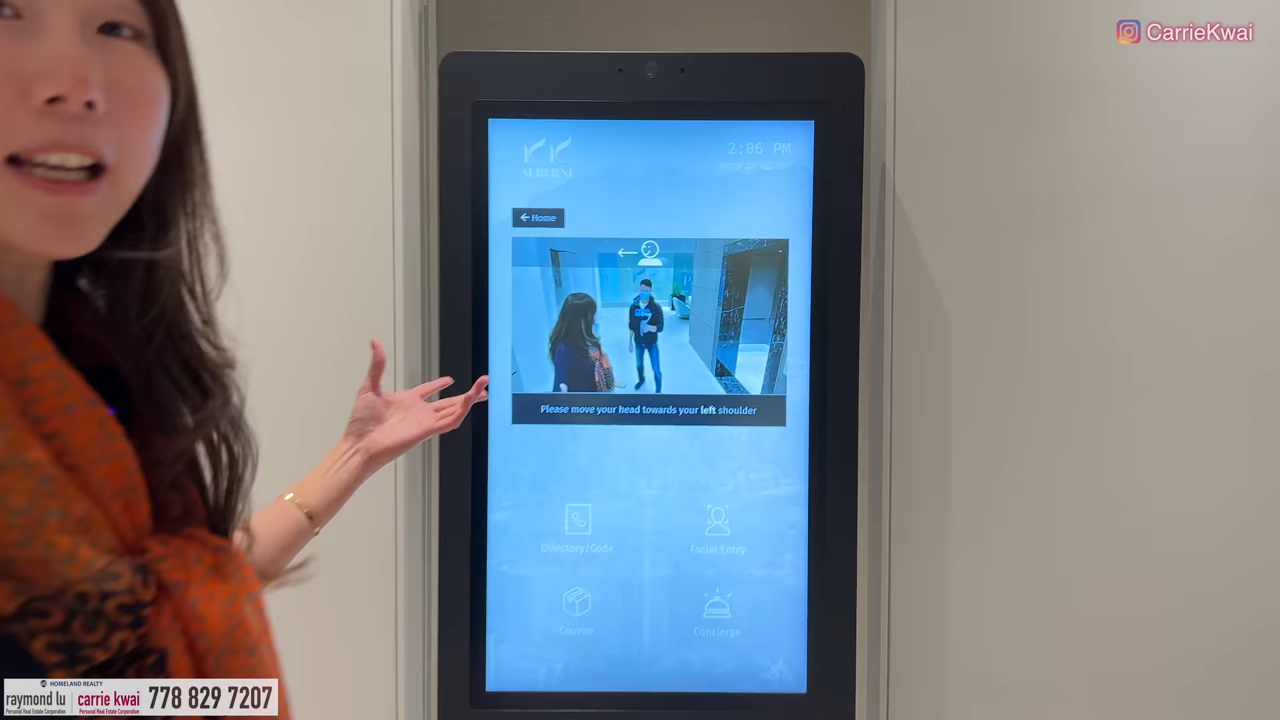 CarrieKwai
2:06 PM
ALBERNI
← Home
Please move your head towards your left shoulder
Directory/Code
Facial Entry
Courier
Concierge
HOMELAND REALTY
raymond lu
Personal Real Estate Corporation
carrie kwai
Personal Real Estate Corporation
778 829 7207